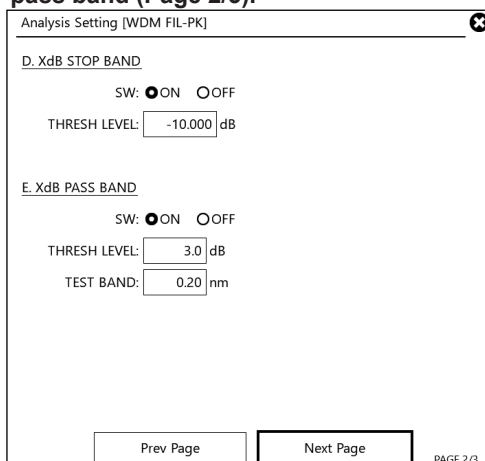 pass band (Page 2/3).
Analysis Setting [WDM FIL-PK]
D. XdB STOP BAND
SW: ON OFF
THRESH LEVEL: -10.000 dB
E. XdB PASS BAND
SW: ON OFF
THRESH LEVEL: 3.0 dB
TEST BAND: 0.20 nm
Prev Page Next Page PAGE 2/3